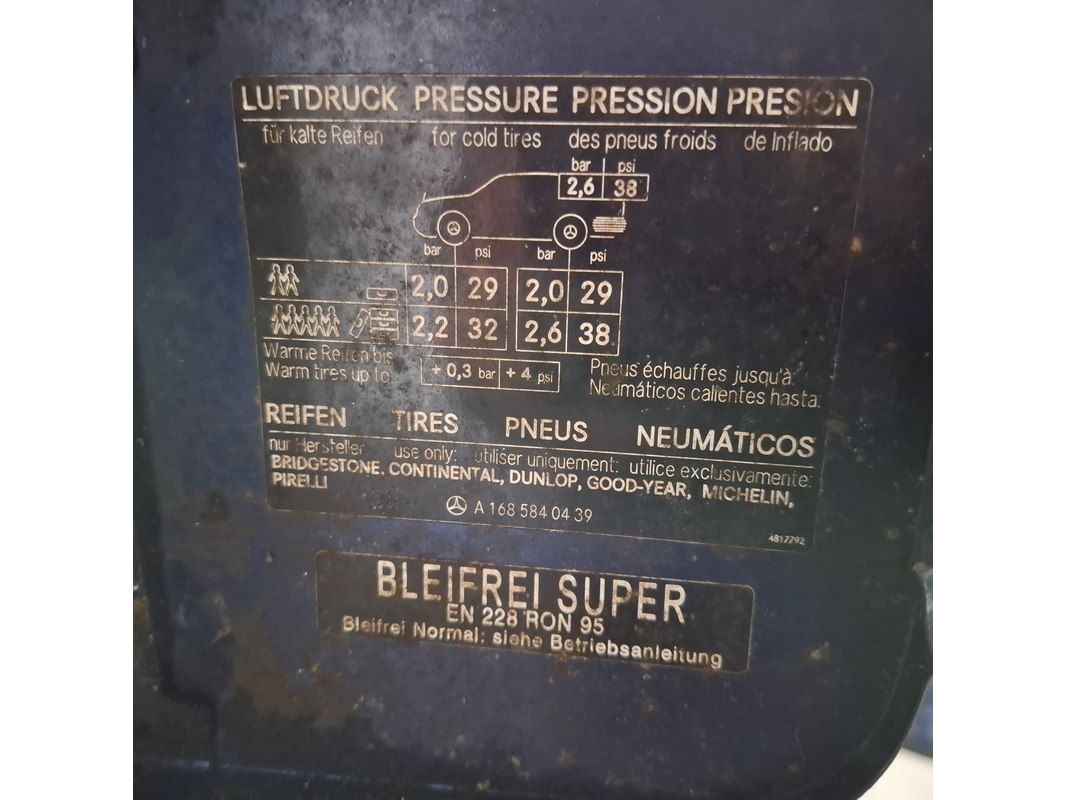 LUFTDRUCK PRESSURE PRESSION PRESION
für kalte Reifen for cold tires des pneus froids de Inflado
bar psi
2,6 38
bar psi bar psi
2,0 29 2,0 29
2,2 32 2,6 38
Warme Reifen bis
Warm tires up to: + 0,3 bar + 4 psi
Pneus échauffes jusqu'à:
Neumáticos calientes hasta:
REIFEN TIRES PNEUS NEUMÁTICOS
nur Hersteller use only: utiliser uniquement: utilice exclusivamente:
BRIDGESTONE, CONTINENTAL, DUNLOP, GOOD-YEAR, MICHELIN,
PIRELLI
A 168 584 04 39
4817792
BLEIFREI SUPER
EN 228 RON 95
Bleifrei Normal: siehe Betriebsanleitung